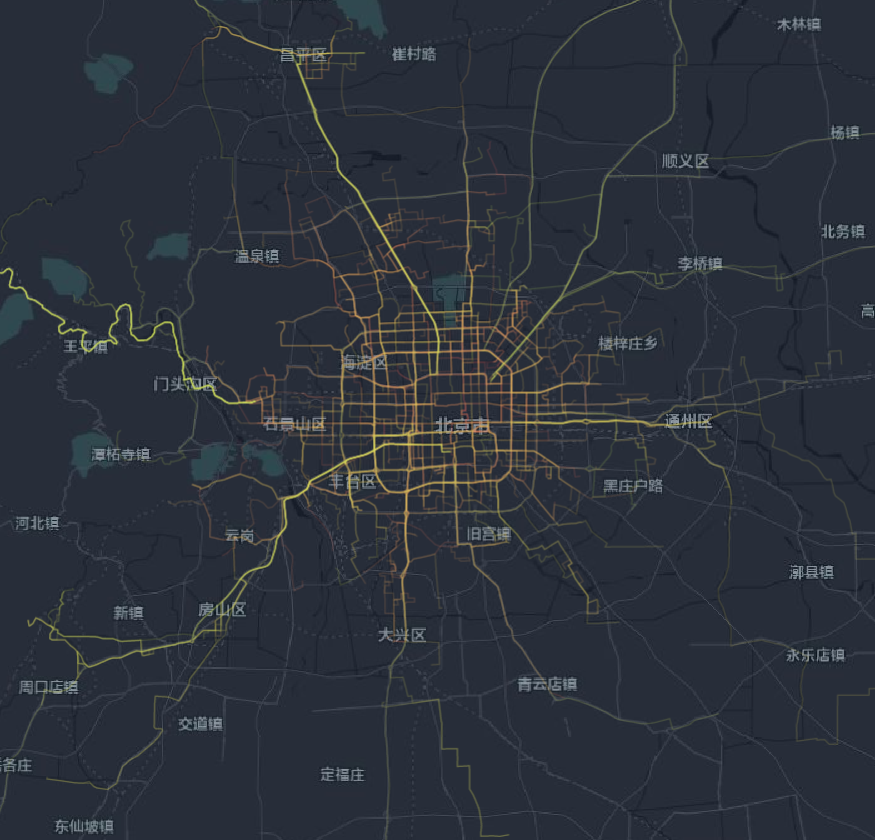 木林镇
昌平区
崔村路
杨镇
顺义区
北务镇
温泉镇
李桥镇
高
王平镇
楼梓庄乡
海淀区
门头沟区
石景山区
北京市
通州区
潭柘寺镇
丰台区
黑庄户路
河北镇
云岗
旧宫镇
漷县镇
新镇
房山区
大兴区
永乐店镇
周口店镇
青云店镇
交道镇
各庄
定福庄
东仙坡镇